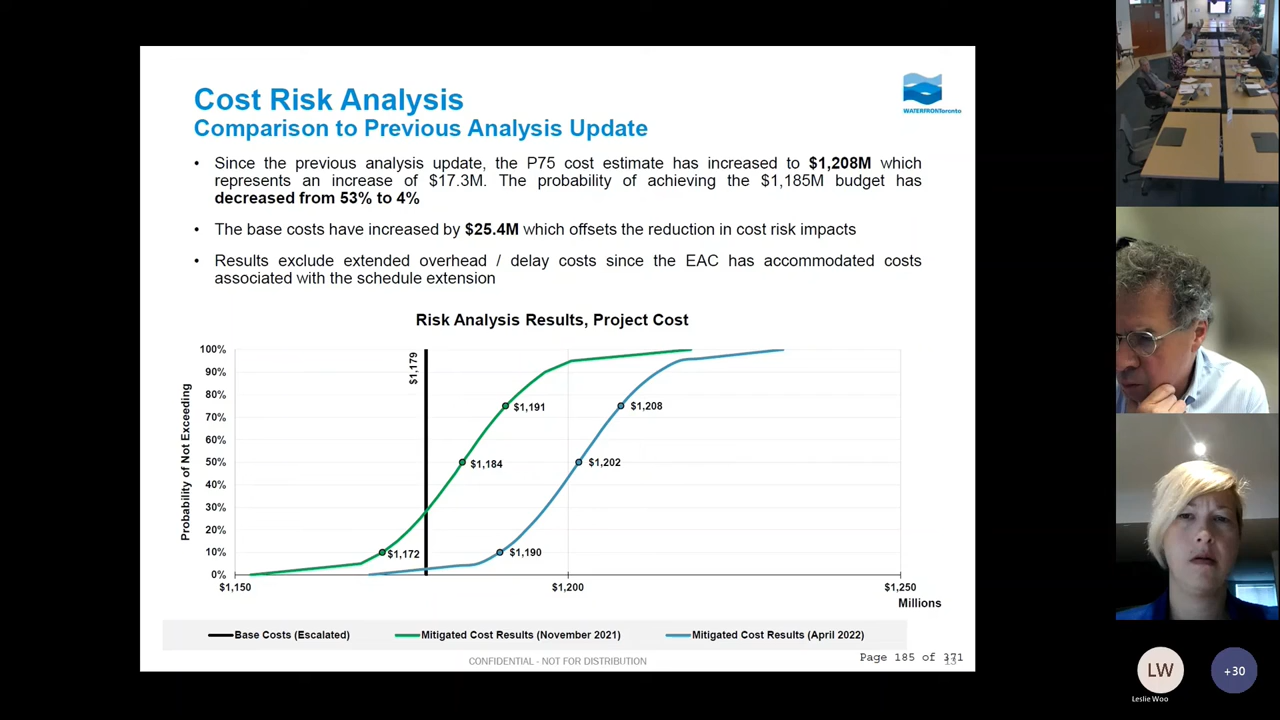 Cost Risk Analysis
Comparison to Previous Analysis Update
WATERFRONToronto
• Since the previous analysis update, the P75 cost estimate has increased to $1,208M which
represents an increase of $17.3M. The probability of achieving the $1,185M budget has
decreased from 53% to 4%
• The base costs have increased by $25.4M which offsets the reduction in cost risk impacts
• Results exclude extended overhead / delay costs since the EAC has accommodated costs
associated with the schedule extension
Risk Analysis Results, Project Cost
Probability of Not Exceeding
100%
90%
80%
70%
60%
50%
40%
30%
20%
10%
0%
$1,179
$1,191
$1,208
$1,184
$1,202
$1,172
$1,190
$1,150
$1,200
$1,250
Millions
Base Costs (Escalated)
Mitigated Cost Results (November 2021)
Mitigated Cost Results (April 2022)
CONFIDENTIAL - NOT FOR DISTRIBUTION
Page 185 of 371
LW
Leslie Woo
+30